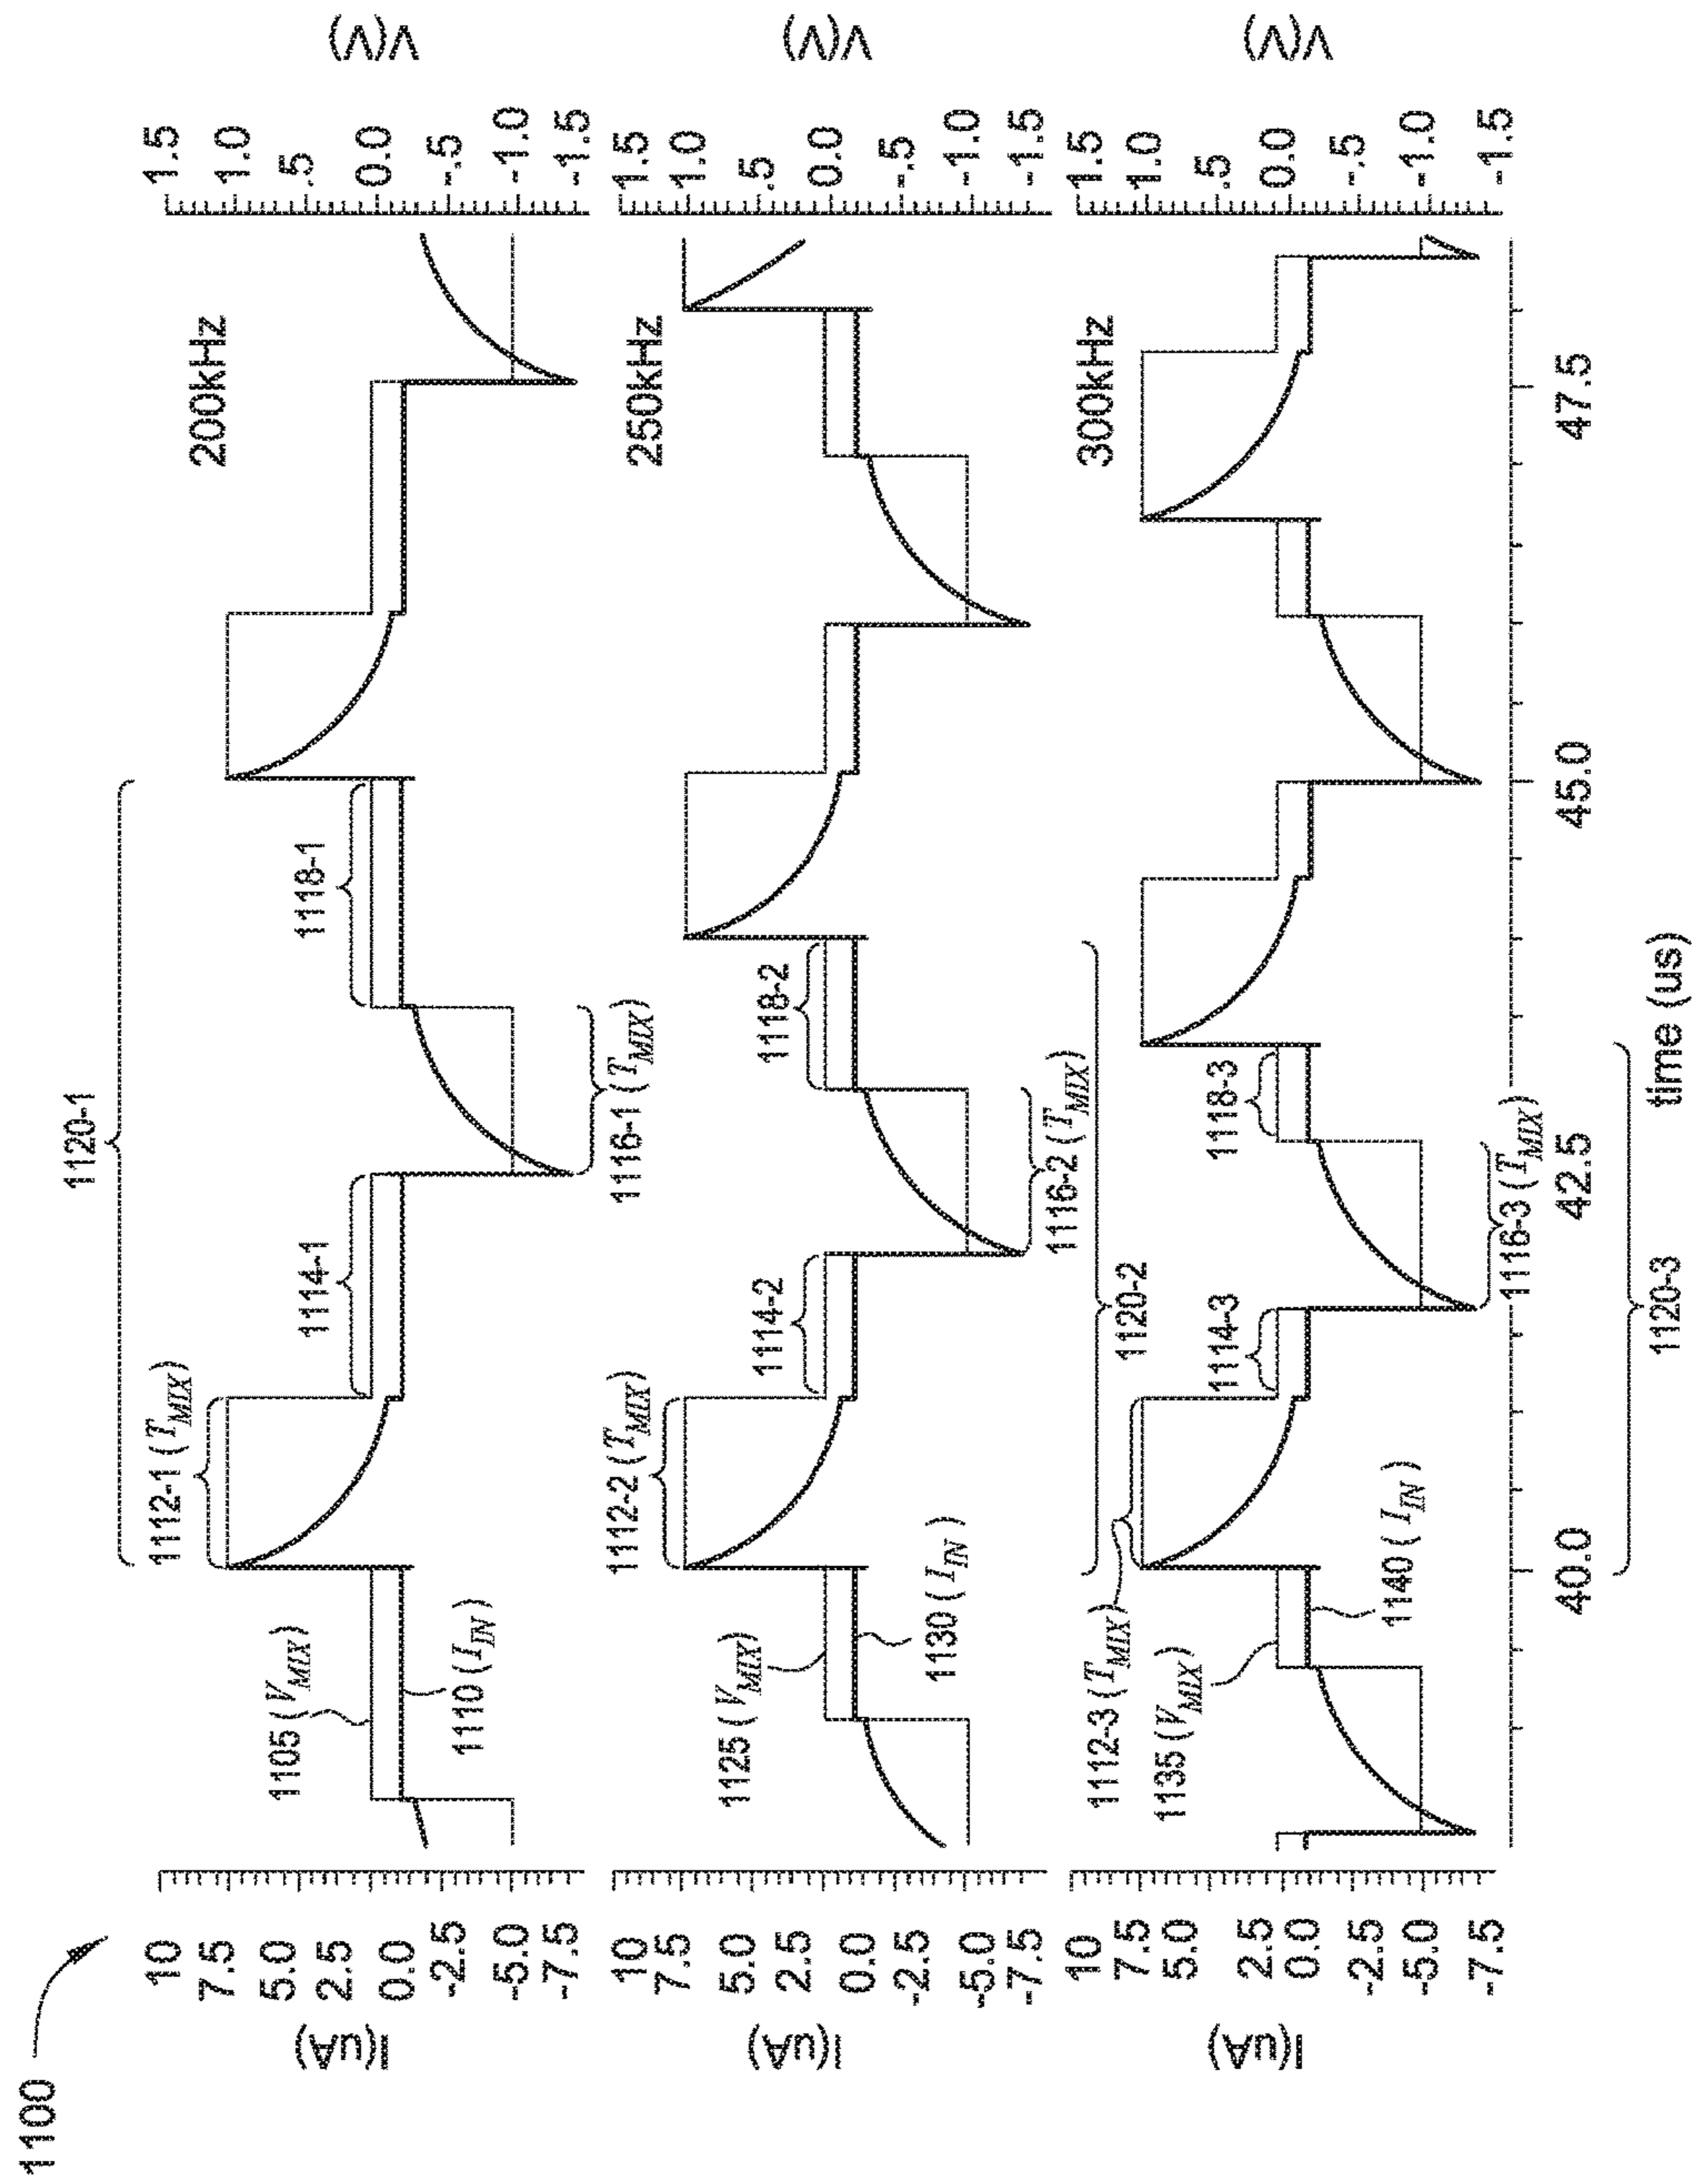 1100
1120-1
1112-1 (T_MIX)
1114-1
1118-1
1105 (V_MIX)
1110 (I_IN)
1116-1 (T_MIX)
200kHz
I(uA)
10
7.5
5.0
2.5
0.0
-2.5
-5.0
-7.5
V(V)
1.5
1.0
.5
0.0
-.5
-1.0
-1.5
1112-2 (T_MIX)
1114-2
1118-2
1125 (V_MIX)
1130 (I_IN)
1116-2 (T_MIX)
1120-2
250kHz
I(uA)
10
7.5
5.0
2.5
0.0
-2.5
-5.0
-7.5
V(V)
1.5
1.0
.5
0.0
-.5
-1.0
-1.5
1112-3 (T_MIX)
1135 (V_MIX)
1114-3
1118-3
1140 (I_IN)
1116-3 (T_MIX)
300kHz
I(uA)
10
7.5
5.0
2.5
0.0
-2.5
-5.0
-7.5
V(V)
1.5
1.0
.5
0.0
-.5
-1.0
-1.5
40.0
42.5
45.0
47.5
1120-3
time (us)